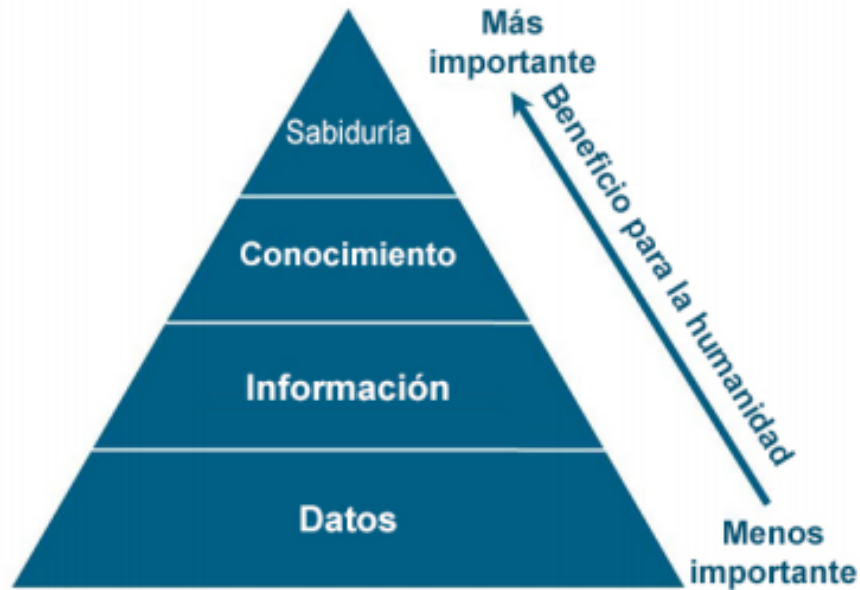 Más
importante
Sabiduría
Beneficio para la humanidad
Conocimiento
Información
Datos
Menos
importante